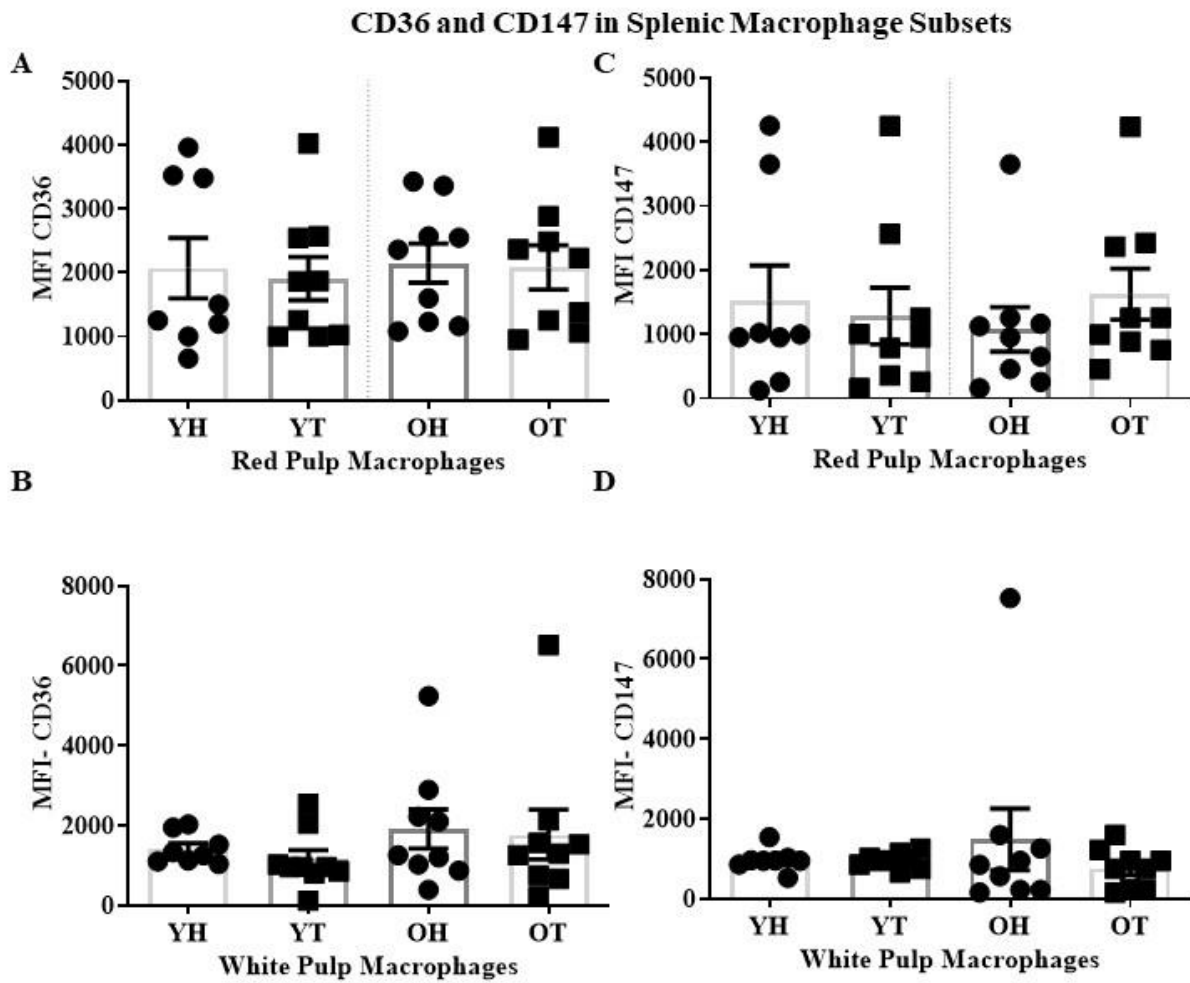 CD36 and CD147 in Splenic Macrophage Subsets
A
MFI CD36
5000
4000
3000
2000
1000
0
YH YT OH OT
Red Pulp Macrophages
C
MFI CD147
5000
4000
3000
2000
1000
0
YH YT OH OT
Red Pulp Macrophages
B
MFI- CD36
8000
6000
4000
2000
0
YH YT OH OT
White Pulp Macrophages
D
MFI- CD147
8000
6000
4000
2000
0
YH YT OH OT
White Pulp Macrophages